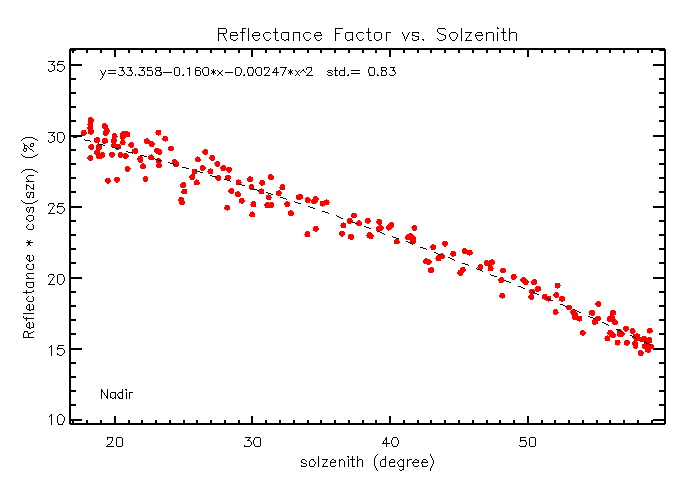 Reflectance Factor vs. Solzenith
y=33.358-0.160*x-0.00247*x^2 std.= 0.83
35
30
25
20
15
10
Reflectance * cos(szn) (%)
Nadir
20 30 40 50
solzenith (degree)